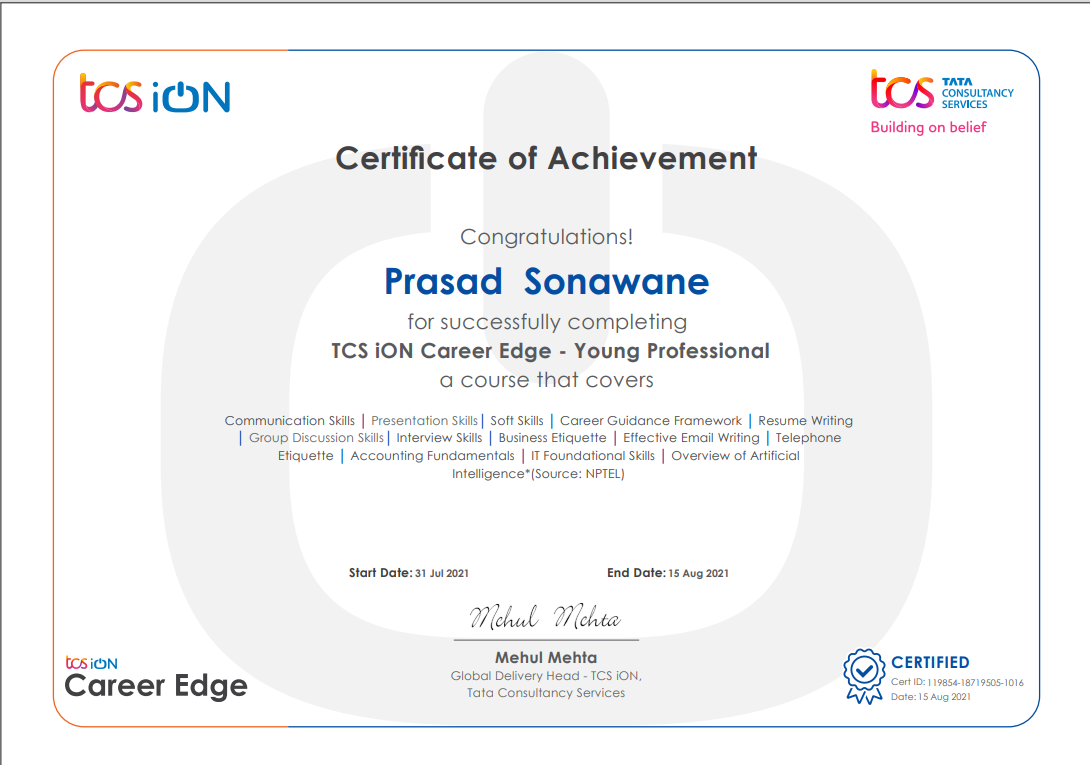 tcs iON
tcs TATA
CONSULTANCY
SERVICES
Building on belief
Certificate of Achievement
Congratulations!
Prasad Sonawane
for successfully completing
TCS iON Career Edge - Young Professional
a course that covers
Communication Skills | Presentation Skills | Soft Skills | Career Guidance Framework | Resume Writing
| Group Discussion Skills | Interview Skills | Business Etiquette | Effective Email Writing | Telephone
Etiquette | Accounting Fundamentals | IT Foundational Skills | Overview of Artificial
Intelligence*(Source: NPTEL)
Start Date: 31 Jul 2021 End Date: 15 Aug 2021
Mehul Mehta
Mehul Mehta
Global Delivery Head - TCS iON,
Tata Consultancy Services
tcs iON
Career Edge
CERTIFIED
Cert ID: 119854-18719505-1016
Date: 15 Aug 2021